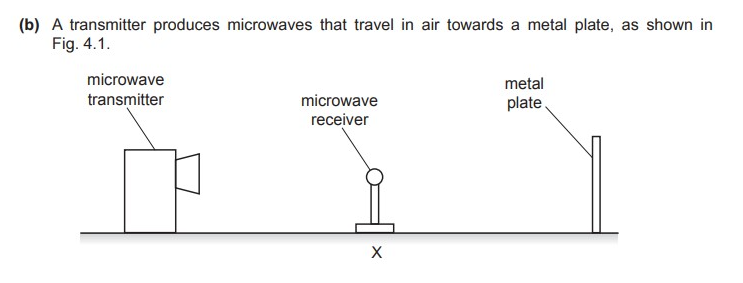 (b) A transmitter produces microwaves that travel in air towards a metal plate, as shown in
Fig. 4.1.
microwave
transmitter
microwave
receiver
metal
plate
X